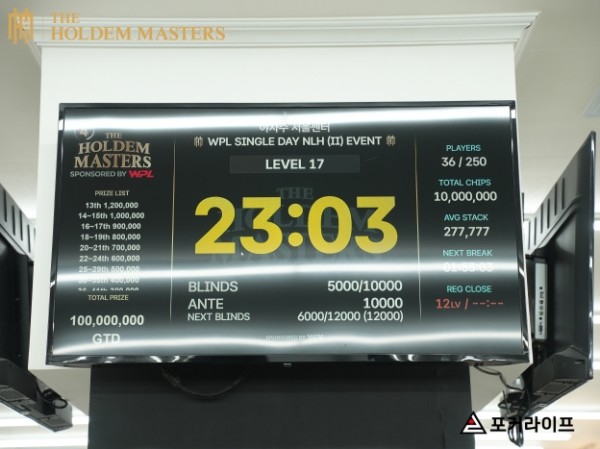 THE
HOLDEM MASTERS
THE
HOLDEM
MASTERS
SPONSORED BY WPL
PRIZE LIST
13th 1,200,000
14~15th 1,000,000
16~17th 900,000
18~19th 800,000
20~21th 700,000
22~24th 600,000
25~29th 500,000
TOTAL PRIZE
100,000,000
GTD
WPL SINGLE DAY NLH (II) EVENT
LEVEL 17
23:03
BLINDS 5000/10000
ANTE 10000
NEXT BLINDS 6000/12000 (12000)
PLAYERS
36 / 250
TOTAL CHIPS
10,000,000
AVG STACK
277,777
NEXT BREAK
REG CLOSE
12LV / --:--
포커라이프